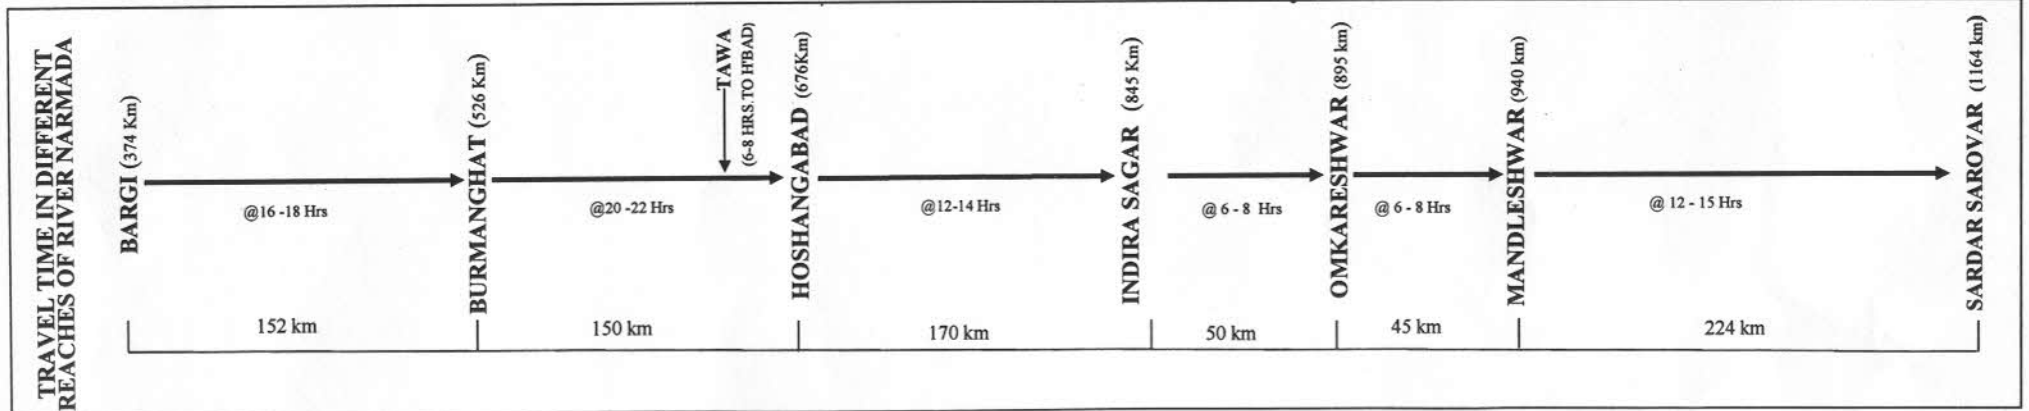 TRAVEL TIME IN DIFFERENT
REACHES OF RIVER NARMADA
BARGI (374 Km)
@16 -18 Hrs
BURMANGHAT (526 Km)
@20 -22 Hrs
TAWA
(6-8 HRS.TO H'BAD)
HOSHANGABAD (676Km)
@12-14 Hrs
INDIRA SAGAR (845 Km)
@ 6 - 8 Hrs
OMKARESHWAR (895 km)
@ 6 - 8 Hrs
MANDLESHWAR (940 km)
@ 12 - 15 Hrs
SARDAR SAROVAR (1164 km)
152 km
150 km
170 km
50 km
45 km
224 km